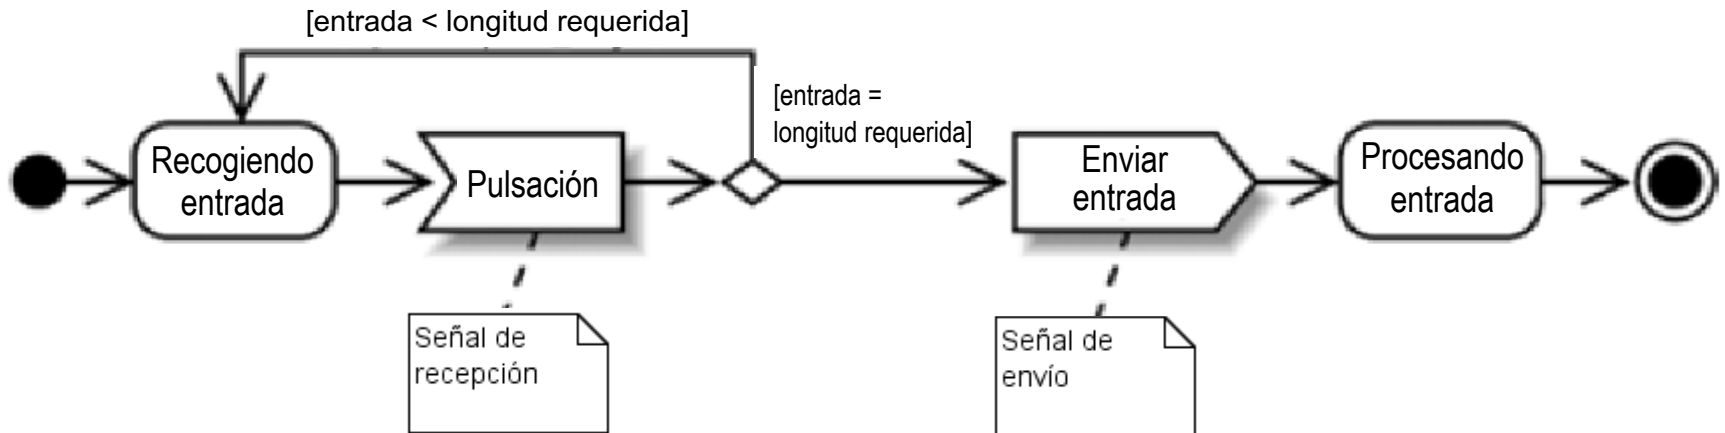 [entrada < longitud requerida]
[entrada =
longitud requerida]
Recogiendo
entrada
Pulsación
Enviar
entrada
Procesando
entrada
Señal de
recepción
Señal de
envío